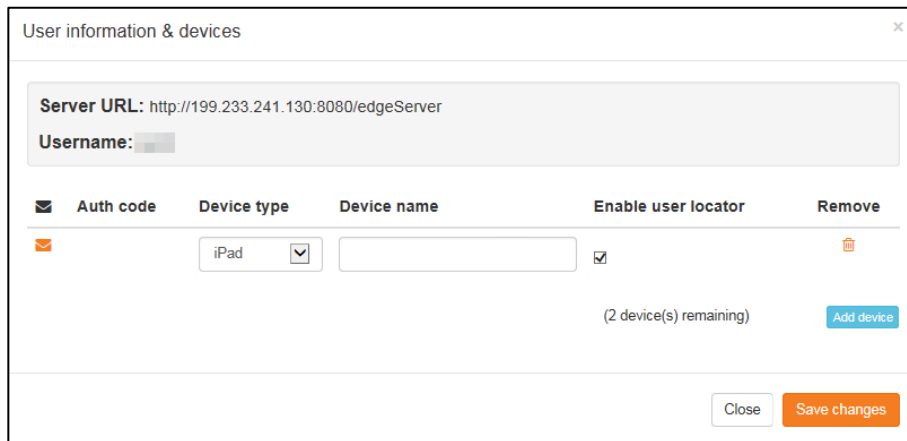 User information & devices ×
Server URL: http://199.233.241.130:8080/edgeServer
Username:
Auth code Device type Device name Enable user locator Remove
iPad
(2 device(s) remaining) Add device
Close Save changes